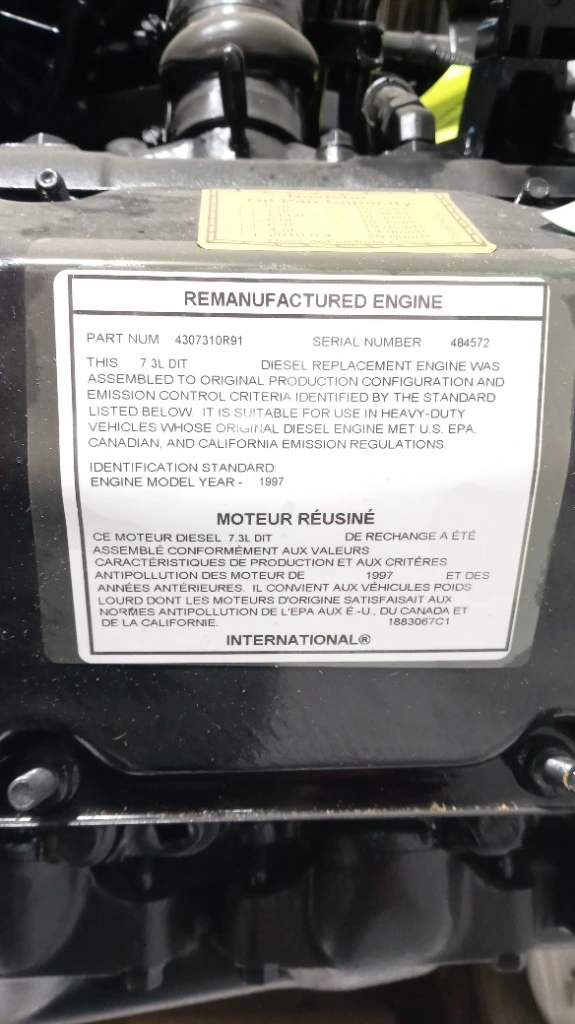 REMANUFACTURED ENGINE
PART NUM 4307310R91 SERIAL NUMBER 484572
THIS 7.3L DIT DIESEL REPLACEMENT ENGINE WAS
ASSEMBLED TO ORIGINAL PRODUCTION CONFIGURATION AND
EMISSION CONTROL CRITERIA IDENTIFIED BY THE STANDARD
LISTED BELOW. IT IS SUITABLE FOR USE IN HEAVY-DUTY
VEHICLES WHOSE ORIGINAL DIESEL ENGINE MET U.S. EPA.
CANADIAN, AND CALIFORNIA EMISSION REGULATIONS.
IDENTIFICATION STANDARD:
ENGINE MODEL YEAR - 1997
MOTEUR RÉUSINÉ
CE MOTEUR DIESEL 7.3L DIT DE RECHANGE A ÉTÉ
ASSEMBLÉ CONFORMÉMENT AUX VALEURS
CARACTÉRISTIQUES DE PRODUCTION ET AUX CRITÉRES
ANTIPOLLUTION DES MOTEUR DE 1997 ET DES
ANNÉES ANTÉRIEURES. IL CONVIENT AUX VÉHICULES POIDS
LOURD DONT LES MOTEURS D'ORIGINE SATISFAISAIT AUX
NORMES ANTIPOLLUTION DE L'EPA AUX É.-U., DU CANADA ET
DE LA CALIFORNIE. 1883067C1
INTERNATIONAL®